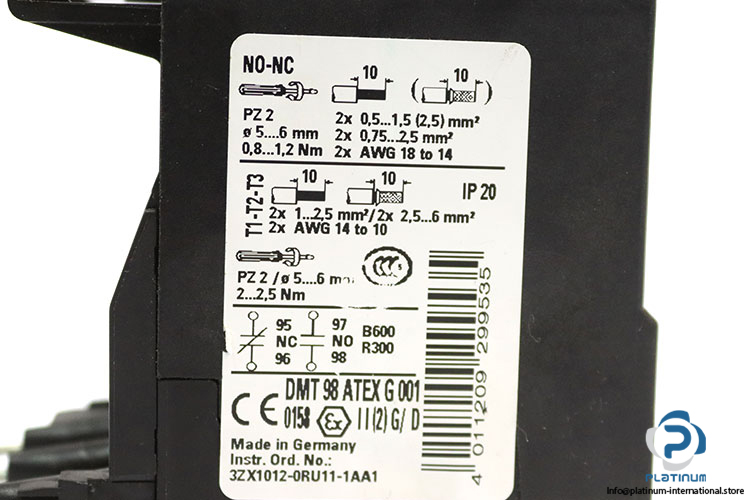 NO-NC
10
( 10 )
PZ 2
2x 0,5...1,5 (2,5) mm²
ø 5....6 mm
2x 0,75...2,5 mm²
0,8...1,2 Nm
2x AWG 18 to 14
T1-T2-T3
10
10
IP 20
2x 1...2,5 mm²/2x 2,5...6 mm²
2x AWG 14 to 10
CCC
PZ 2 / ø 5....6 m
2...2,5 Nm
95
97
NC
NO
B600
96
98
R300
DMT 98 ATEX G 001
CE 0158 Ex II (2) G/ D
Made in Germany
Instr. Ord. No.:
3ZX1012-0RU11-1AA1
4 011209 299535
PLATINUM
Info@platinum-international.store